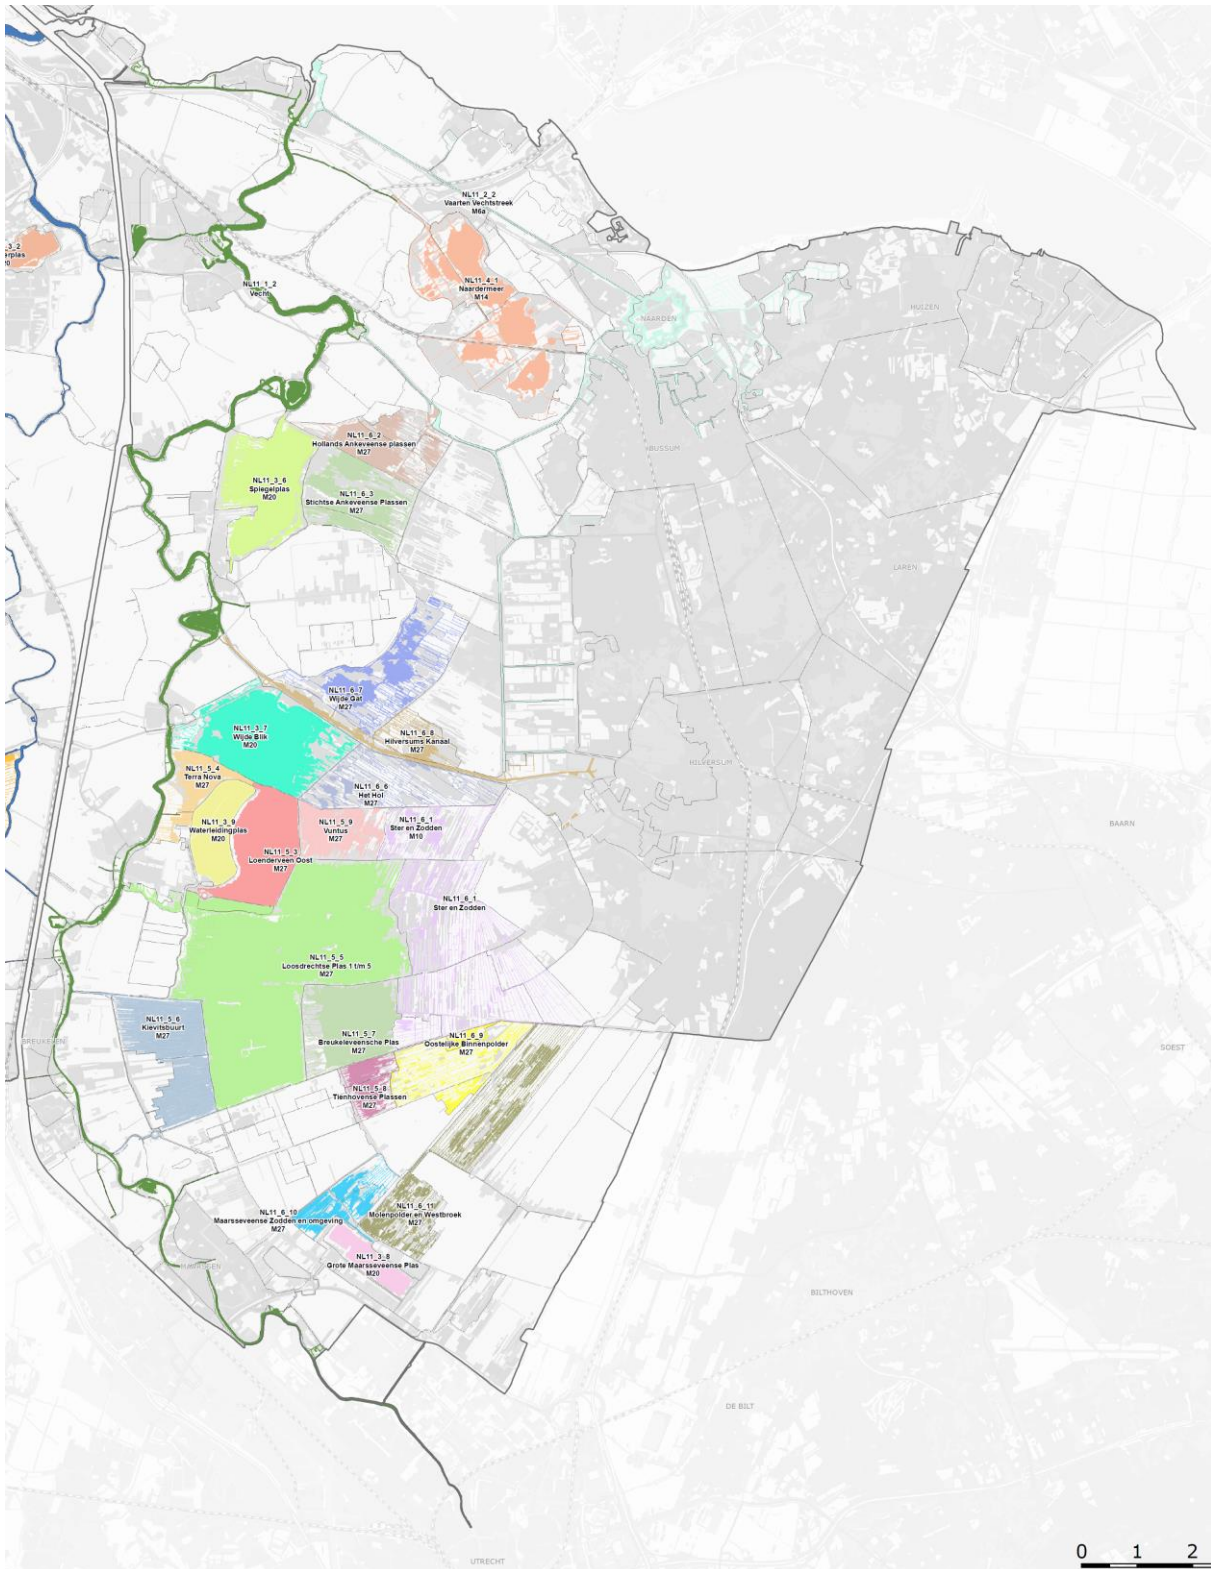 NL11_2_2
Vaarten Vechtstreek
M6a
3_2
erplas
20
NL11_1_2
Vecht
NL11_4_1
Naardermeer
M14
HUIZEN
NAARDEN
NL11_6_2
Hollands Ankeveense plassen
M27
BUSSUM
NL11_3_6
Spiegelplas
M20
NL11_6_3
Stichtse Ankeveense Plassen
M27
LAREN
NL11_6_7
Wijde Gat
M27
NL11_3_7
Wijde Blik
M20
NL11_6_8
Hilversums Kanaal
M27
HILVERSUM
NL11_5_4
Terra Nova
M27
NL11_6_6
Het Hol
M27
NL11_3_9
Waterleidingplas
M20
NL11_5_9
Vuntus
M27
NL11_6_1
Ster en Zodden
M10
BAARN
NL11_5_3
Loenderveen Oost
M27
NL11_6_1
Ster en Zodden
NL11_5_5
Loosdrechtse Plas 1 t/m 5
M27
NL11_5_6
Kievitsbuurt
M27
NL11_5_7
Breukeleveensche Plas
M27
NL11_6_9
Oostelijke Binnenpolder
M27
BREUKELEN
SOEST
NL11_5_8
Tienhovense Plassen
M27
NL11_6_10
Maarsseveense Zodden en omgeving
M27
NL11_6_11
Molenpolder en Westbroek
M27
NL11_3_8
Grote Maarsseveense Plas
M20
BILTHOVEN
DE BILT
UTRECHT
0 1 2